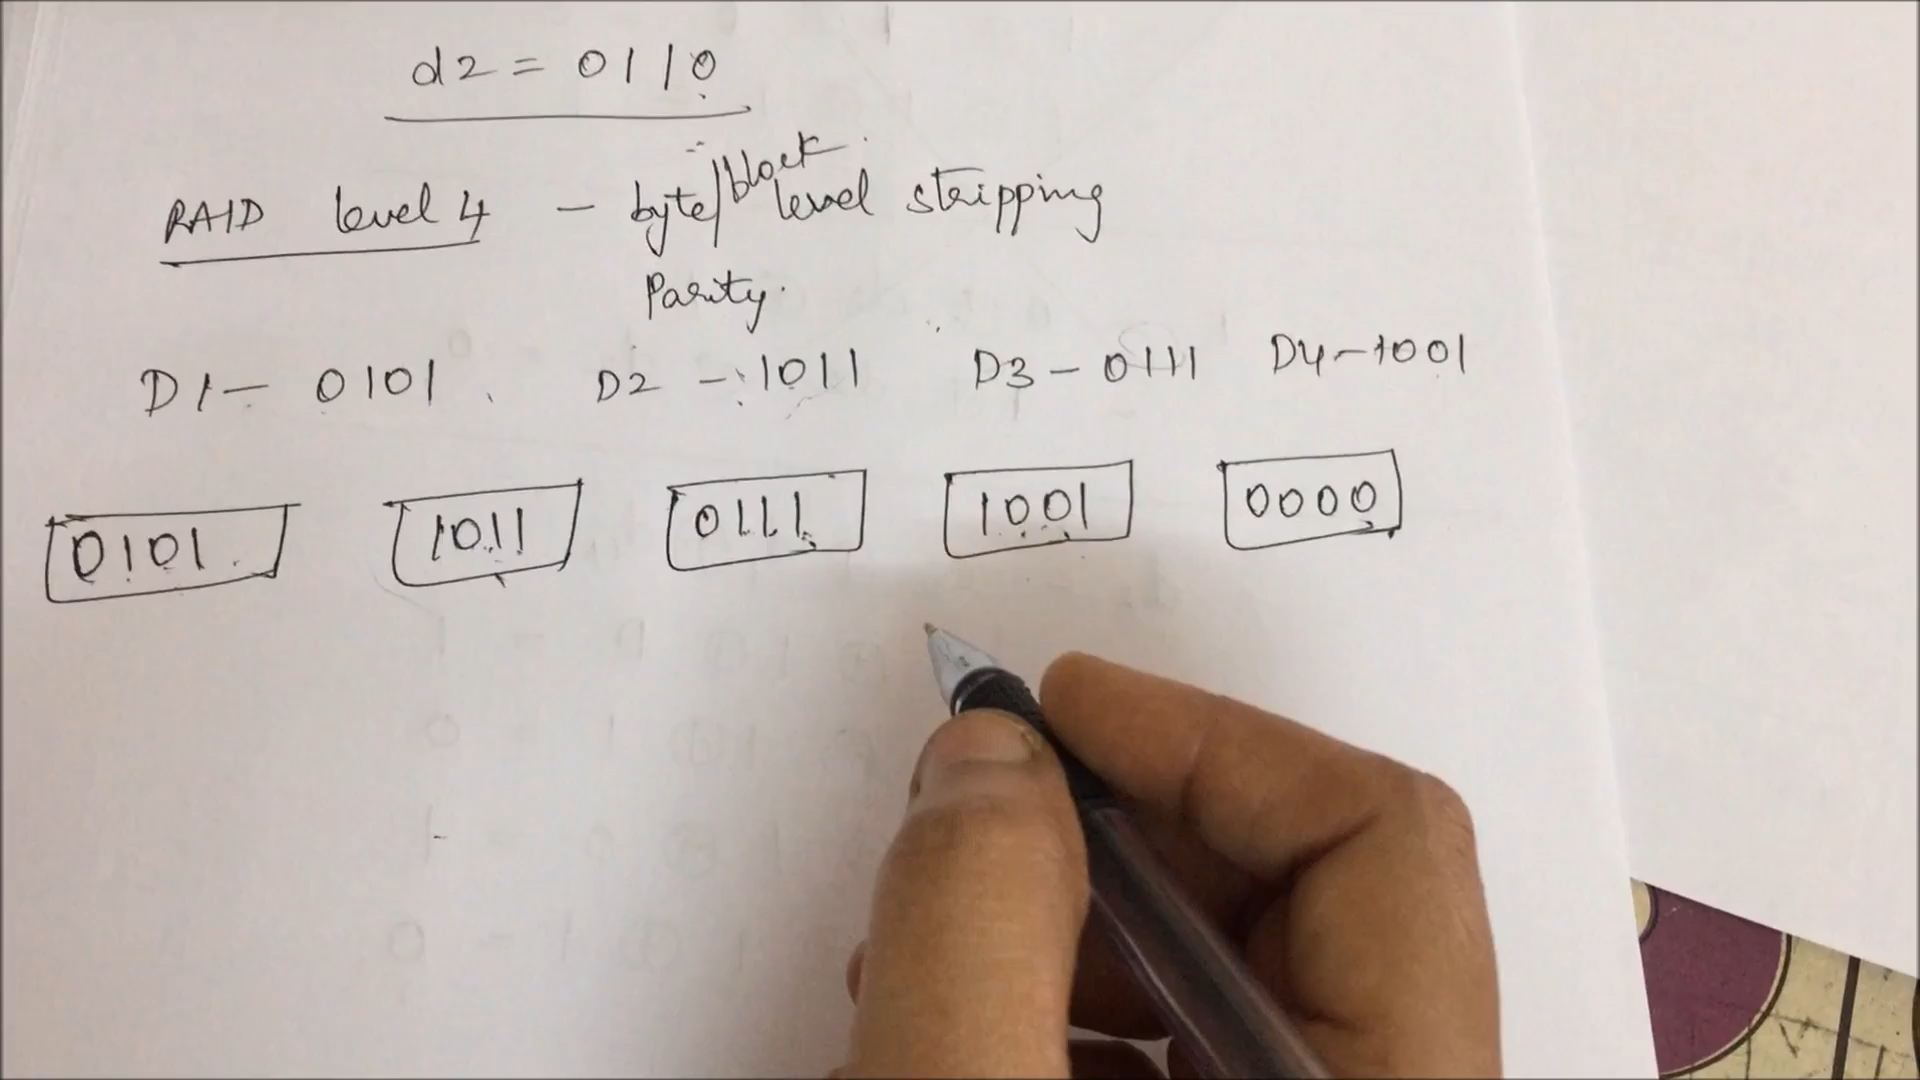 d2 = 0110
RAID level 4 - byte/block level stripping
Parity.
D1- 0101 D2 - 1011 D3 - 0111 D4-1001
0101 1011 0111 1001 0000